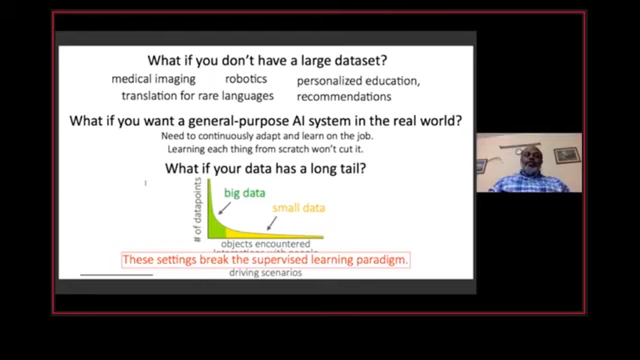 What if you don't have a large dataset?
medical imaging robotics personalized education,
translation for rare languages recommendations
What if you want a general-purpose AI system in the real world?
Need to continuously adapt and learn on the job.
Learning each thing from scratch won't cut it.
What if your data has a long tail?
# of datapoints
big data
small data
objects encountered
These settings break the supervised learning paradigm.
driving scenarios